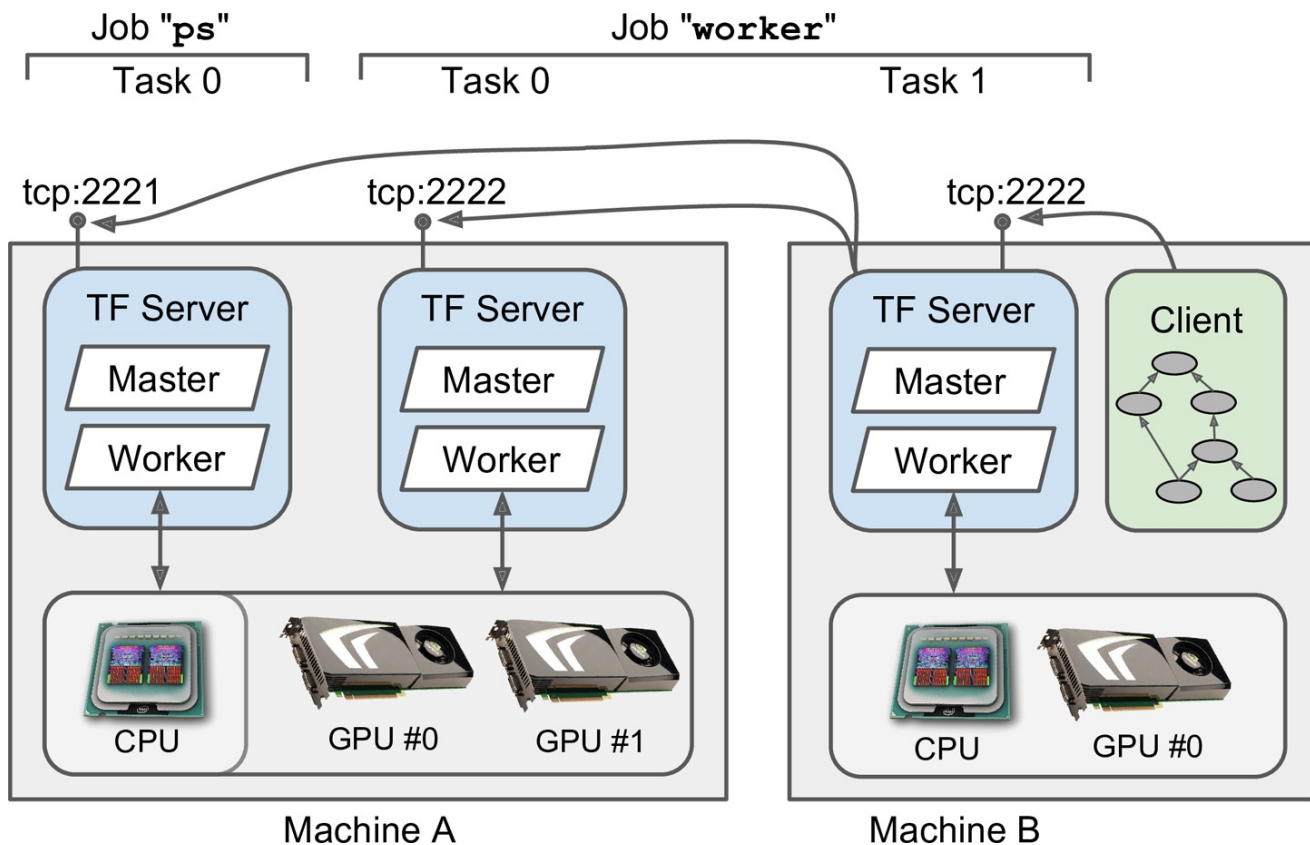 Job "ps"
Job "worker"
Task 0
Task 0
Task 1
tcp:2221
tcp:2222
tcp:2222
TF Server
TF Server
TF Server
Client
Master
Master
Master
Worker
Worker
Worker
CPU
GPU #0
GPU #1
CPU
GPU #0
Machine A
Machine B